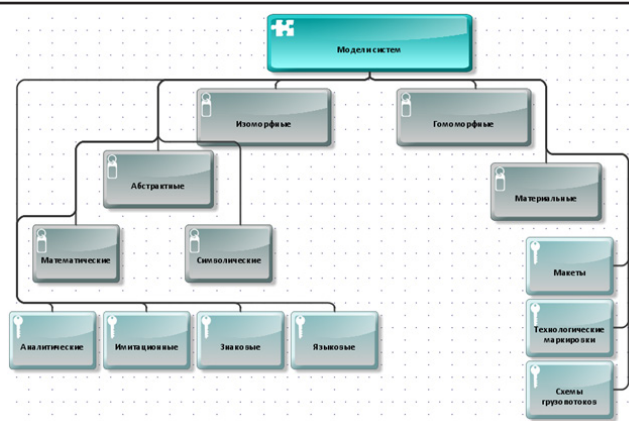 Модели систем
Изоморфные
Гомоморфные
Абстрактные
Материальные
Математические
Символические
Макеты
Аналитические
Имитационные
Знаковые
Языковые
Технологические
маркировки
Схемы
грузопотоков